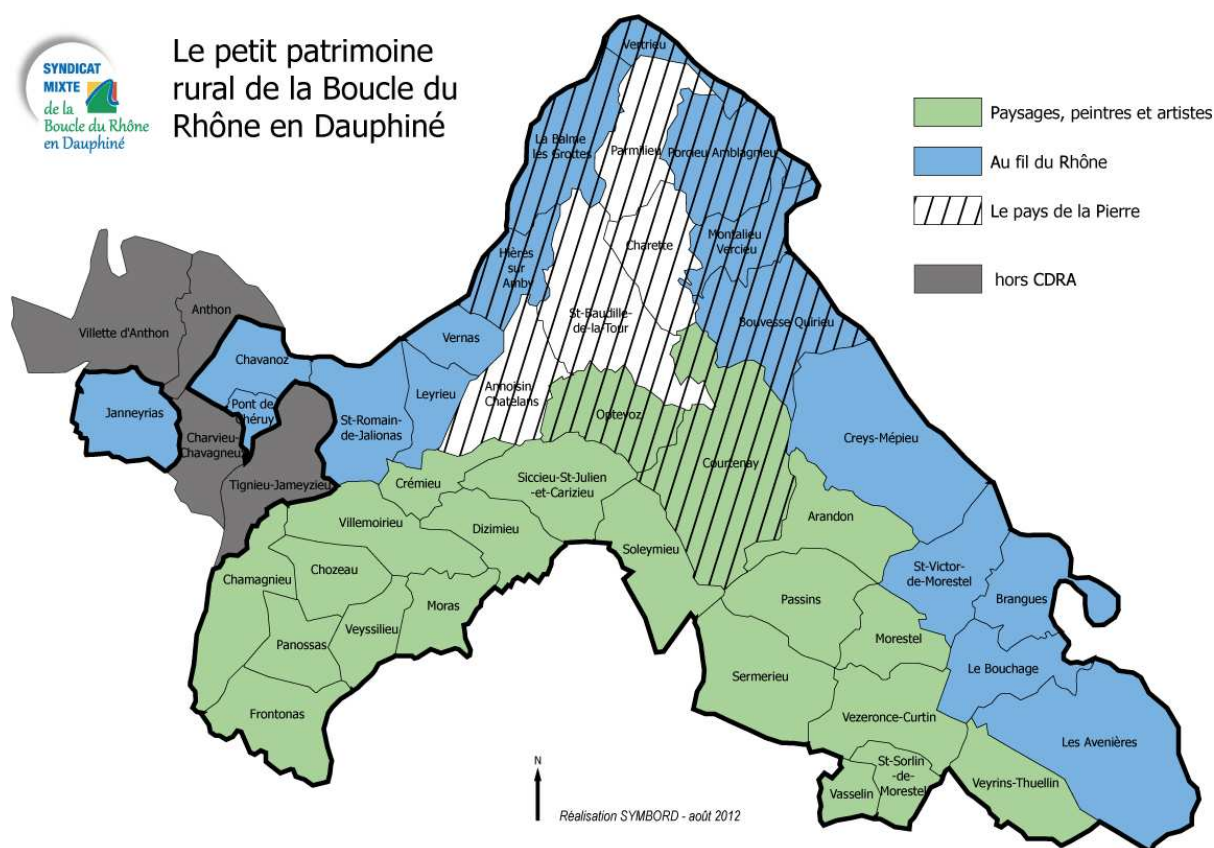 SYNDICAT
MIXTE
de la
Boucle du Rhône
en Dauphiné
Le petit patrimoine
rural de la Boucle du
Rhône en Dauphiné
Paysages, peintres et artistes
Au fil du Rhône
Le pays de la Pierre
hors CDRA
Vertrieu
La Balme
les Grottes
Parmilieu
Porcieu Amblagnieu
Hières
sur
Amby
Charette
Montalieu
Vercieu
Anthon
Villette d'Anthon
St-Baudille-
de-la-Tour
Bouvesse Quirieu
Chavanoz
Vernas
Janneyrias
Pont de
Chéruy
Leyrieu
Annoisin
Chatelans
St-Romain-
de-Jalionas
Optevoz
Charvieu-
Chavagneux
Creys-Mépieu
Tignieu-Jameyzieu
Crémieu
Siccieu-St-Julien
-et-Carizieu
Courtenay
Villemoirieu
Dizimieu
Arandon
Soleymieu
Chozeau
Chamagnieu
St-Victor-
de-Morestel
Moras
Passins
Brangues
Veyssilieu
Panossas
Morestel
Le Bouchage
Sermerieu
Frontonas
Vezeronce-Curtin
Les Avenières
St-Sorlin
-de-
Morestel
Vasselin
Veyrins-Thuellin
N
Réalisation SYMBORD - août 2012